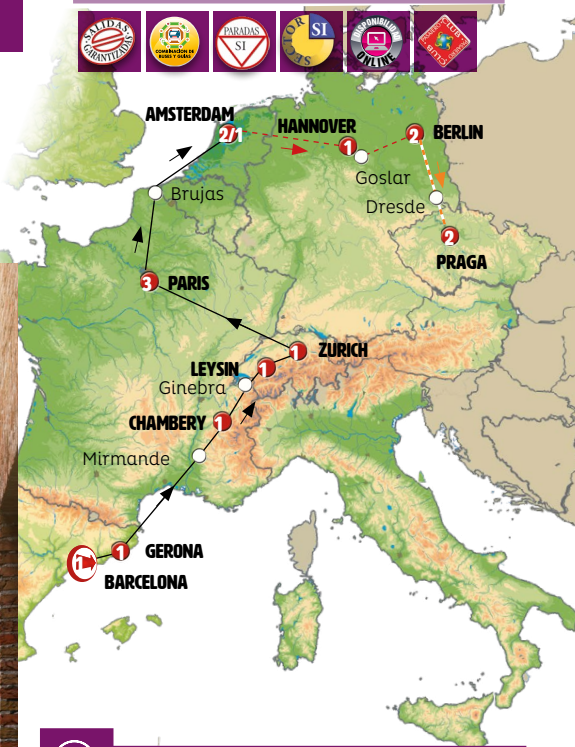 SALIDAS
GARANTIZADAS
COMBINACIÓN DE
BUSES Y GUÍAS
PARADAS
SI
SECTOR
SI
DISPONIBILIDAD
ONLINE
PASAJERO CLUB
AMSTERDAM
2/1
HANNOVER
1
2
BERLIN
Goslar
Brujas
Dresde
2
PRAGA
3
PARIS
1
ZURICH
LEYSIN
1
Ginebra
CHAMBERY
1
Mirmande
1
GERONA
1
BARCELONA